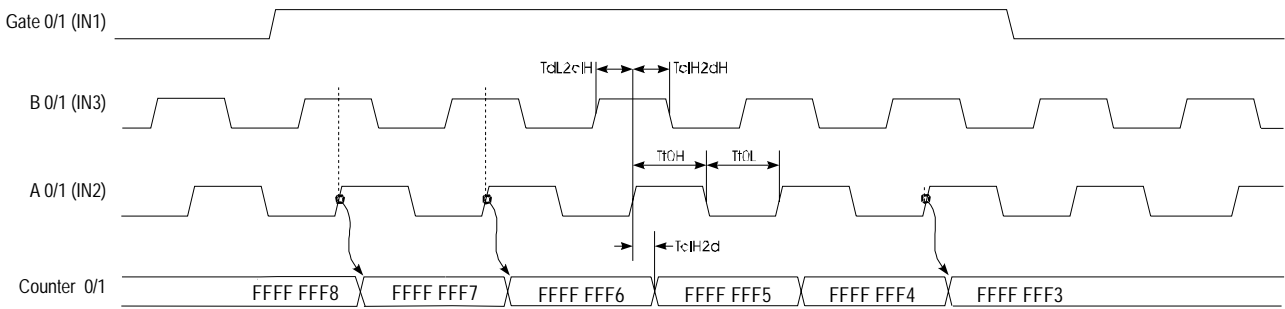 Gate 0/1 (IN1)
TdL2clH
TclH2dH
B 0/1 (IN3)
Tt0H
Tt0L
A 0/1 (IN2)
TclH2d
Counter 0/1
FFFF FFF8
FFFF FFF7
FFFF FFF6
FFFF FFF5
FFFF FFF4
FFFF FFF3